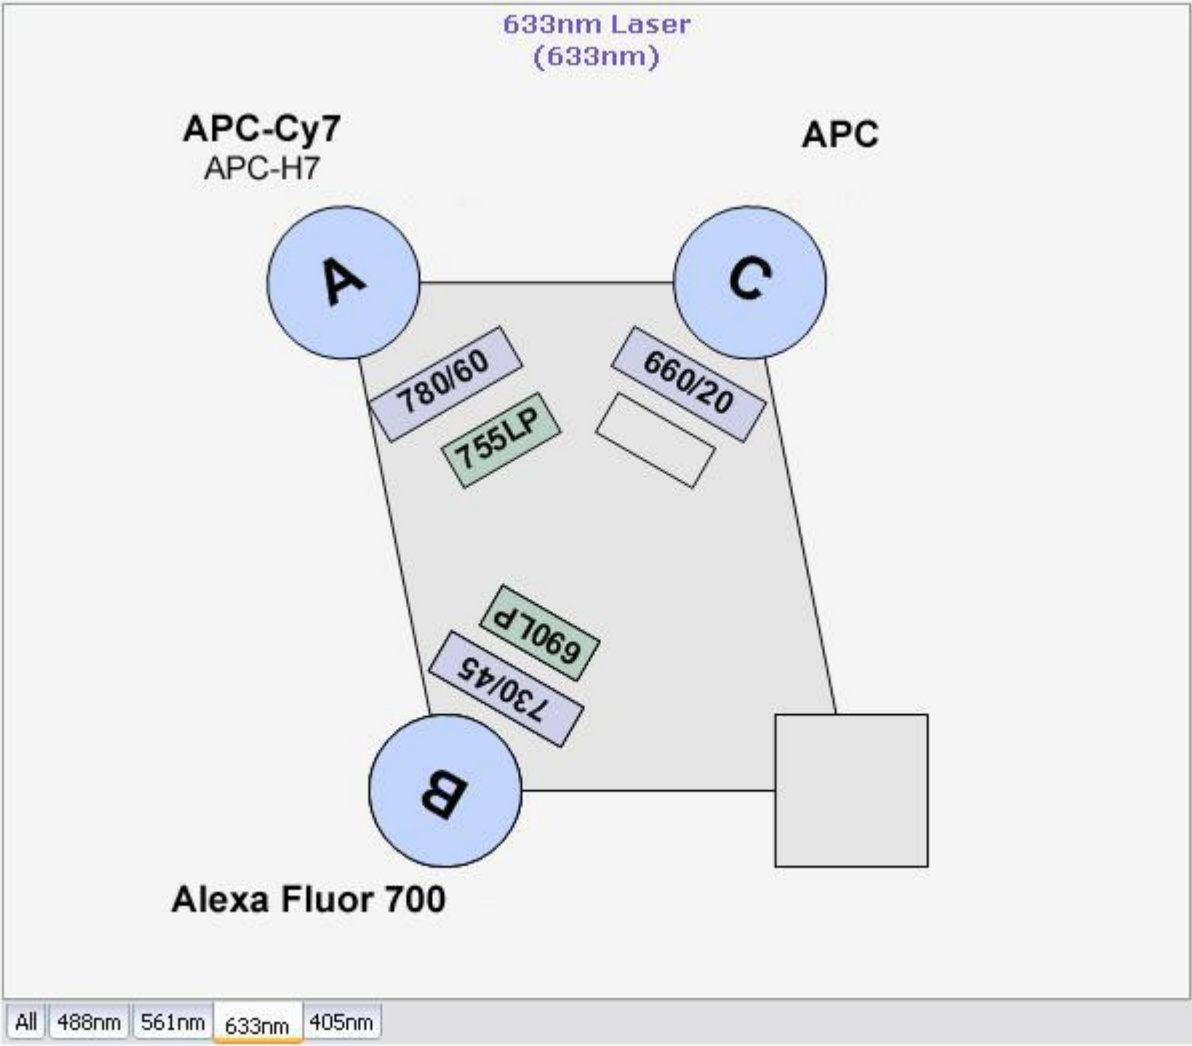 633nm Laser
(633nm)
APC-Cy7
APC-H7
APC
A
C
780/60
660/20
755LP
690LP
730/45
B
Alexa Fluor 700
All 488nm 561nm 633nm 405nm